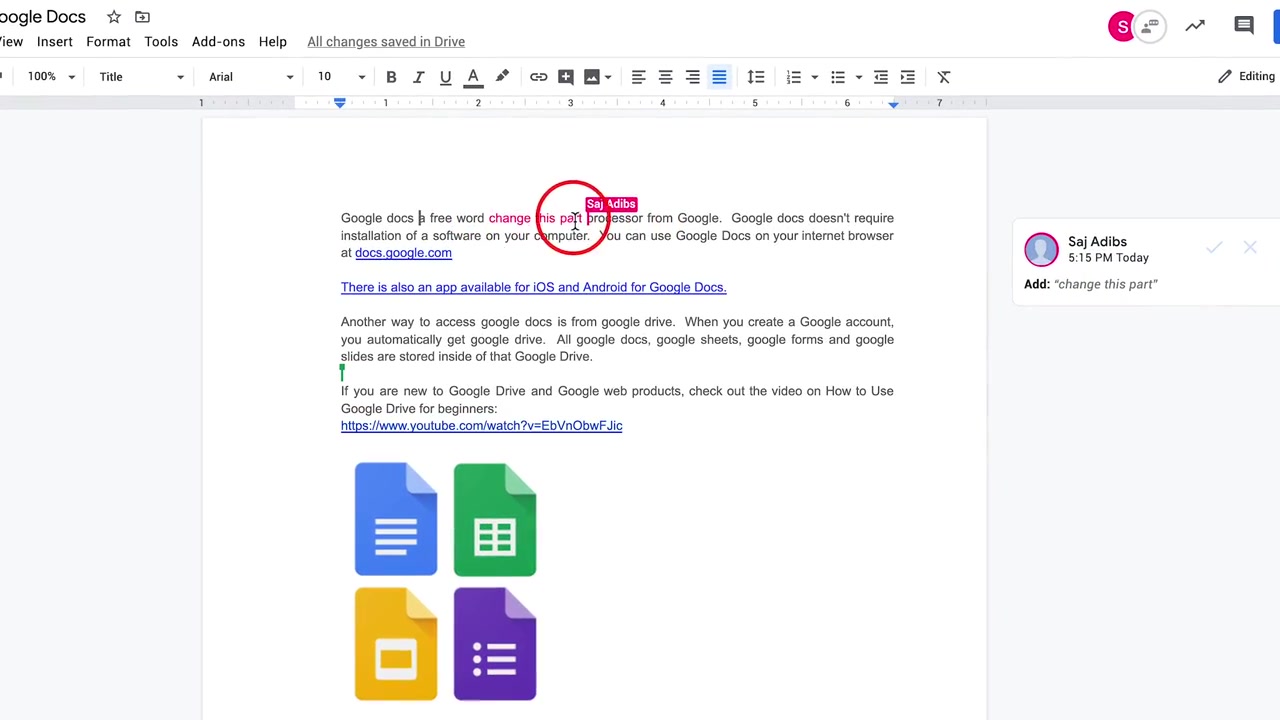 oogle Docs
View Insert Format Tools Add-ons Help All changes saved in Drive
S
100% Title Arial 10 B I U A Editing
1 1 2 3 4 5 6 7
Saj Adibs
Google docs a free word change this part processor from Google. Google docs doesn't require
installation of a software on your computer. You can use Google Docs on your internet browser
at docs.google.com
There is also an app available for iOS and Android for Google Docs.
Another way to access google docs is from google drive. When you create a Google account,
you automatically get google drive. All google docs, google sheets, google forms and google
slides are stored inside of that Google Drive.
If you are new to Google Drive and Google web products, check out the video on How to Use
Google Drive for beginners:
https://www.youtube.com/watch?v=EbVnObwFJic
Saj Adibs
5:15 PM Today
Add: “change this part”